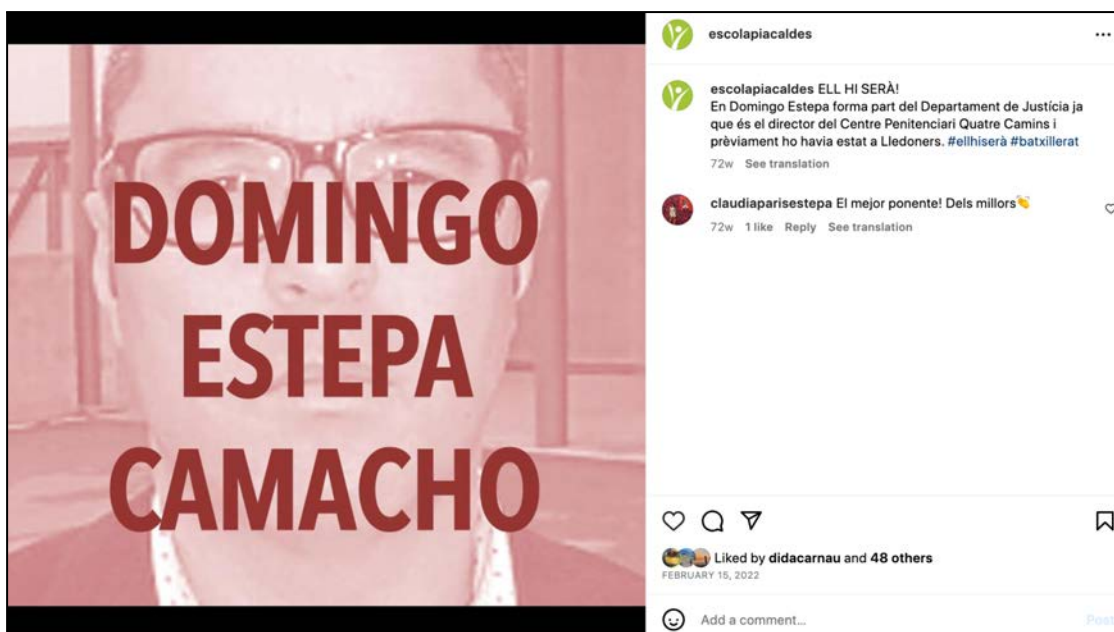 DOMINGO
ESTEPA
CAMACHO
escolapiacaldes
escolapiacaldes ELL HI SERÀ!
En Domingo Estepa forma part del Departament de Justícia ja
que és el director del Centre Penitenciari Quatre Camins i
prèviament ho havia estat a Lledoners. #ellhiserà #batxillerat
72w See translation
claudiaparisestepa El mejor ponente! Dels millors👏
72w 1 like Reply See translation
Liked by didacarnau and 48 others
FEBRUARY 15, 2022
Add a comment...
Post